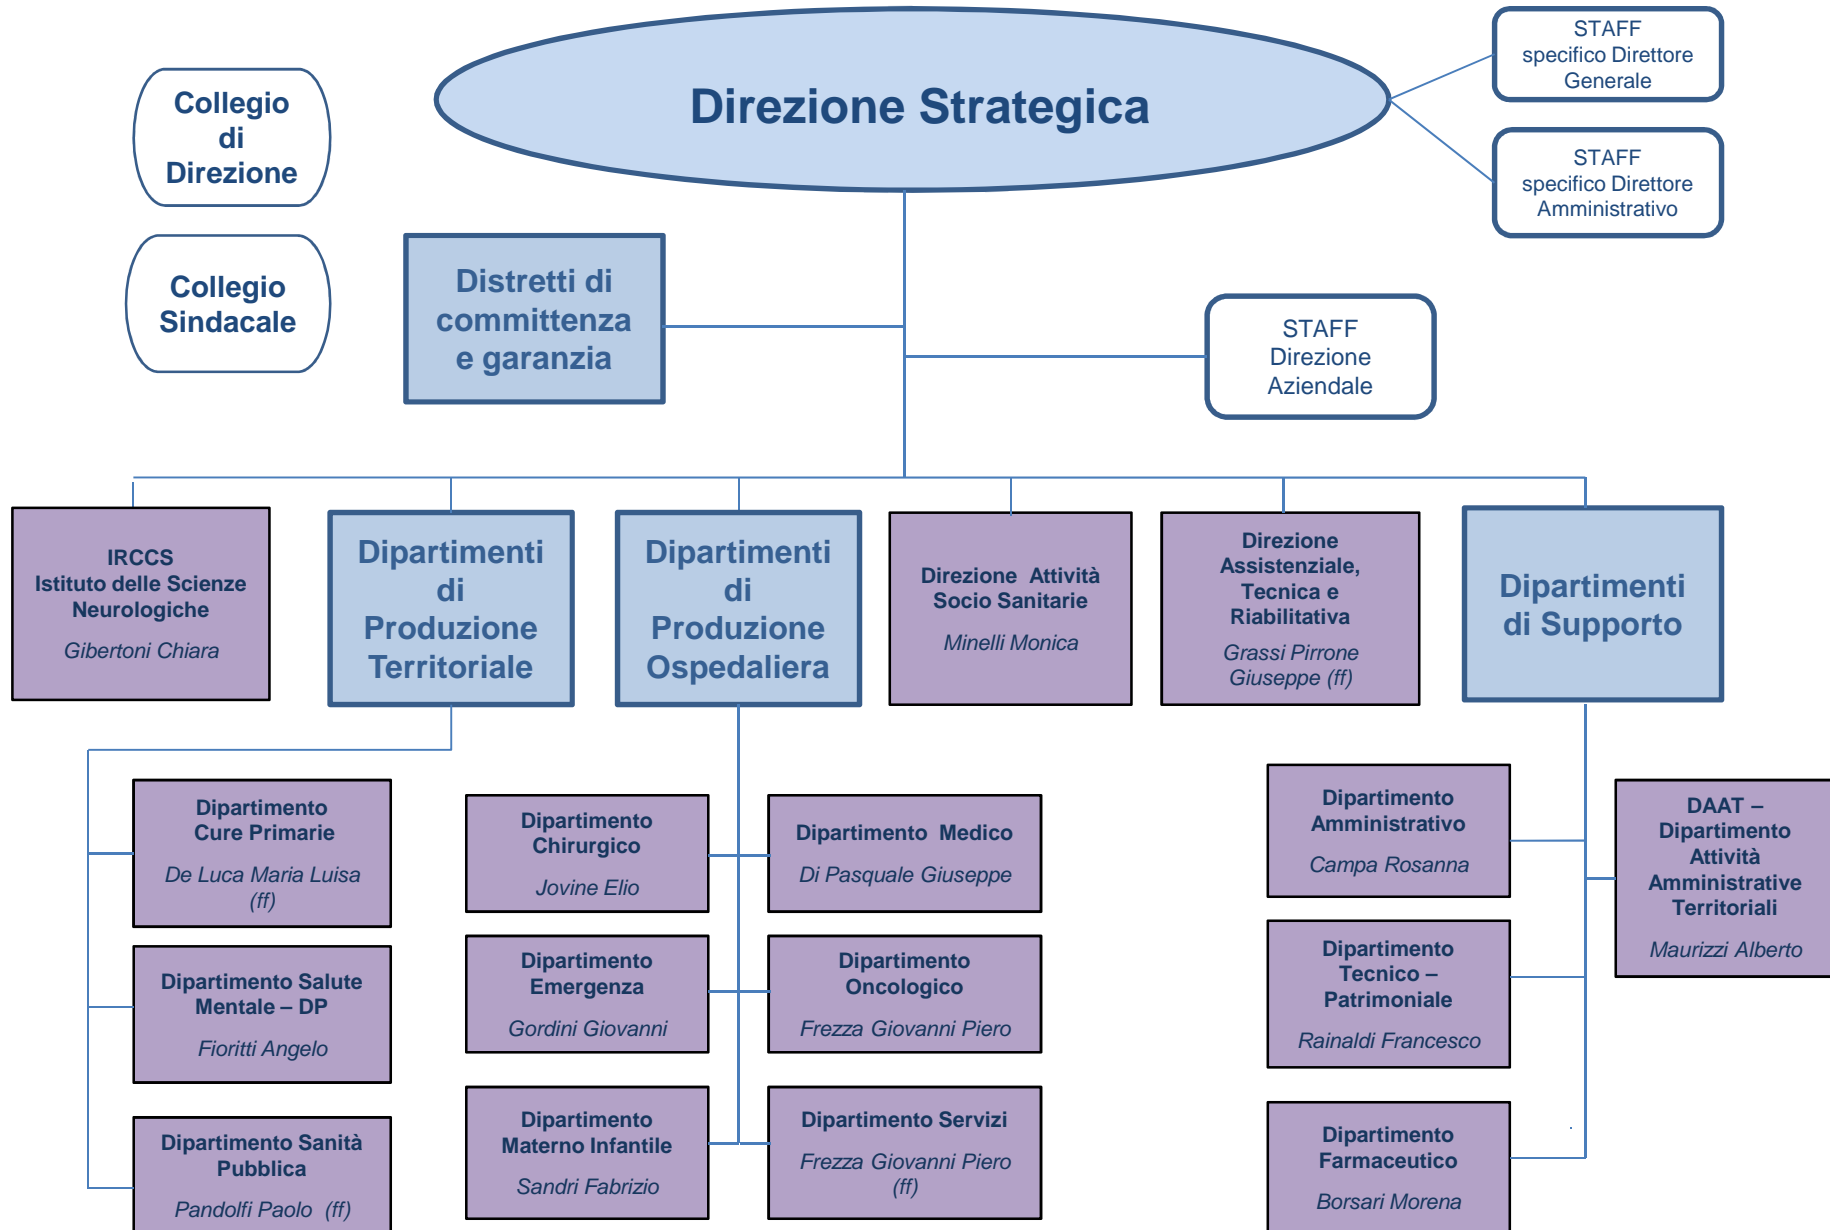 Collegio
di
Direzione
Collegio
Sindacale
Direzione Strategica
STAFF
specifico Direttore
Generale
STAFF
specifico Direttore
Amministrativo
Distretti di
committenza
e garanzia
STAFF
Direzione
Aziendale
IRCCS
Istituto delle Scienze
Neurologiche
Gibertoni Chiara
Dipartimenti
di
Produzione
Territoriale
Dipartimenti
di
Produzione
Ospedaliera
Direzione Attività
Socio Sanitarie
Minelli Monica
Direzione
Assistenziale,
Tecnica e
Riabilitativa
Grassi Pirrone
Giuseppe (ff)
Dipartimenti
di Supporto
Dipartimento
Cure Primarie
De Luca Maria Luisa
(ff)
Dipartimento Salute
Mentale – DP
Fioritti Angelo
Dipartimento Sanità
Pubblica
Pandolfi Paolo (ff)
Dipartimento
Chirurgico
Jovine Elio
Dipartimento Medico
Di Pasquale Giuseppe
Dipartimento
Emergenza
Gordini Giovanni
Dipartimento
Oncologico
Frezza Giovanni Piero
Dipartimento
Materno Infantile
Sandri Fabrizio
Dipartimento Servizi
Frezza Giovanni Piero
(ff)
Dipartimento
Amministrativo
Campa Rosanna
Dipartimento
Tecnico –
Patrimoniale
Rainaldi Francesco
Dipartimento
Farmaceutico
Borsari Morena
DAAT –
Dipartimento
Attività
Amministrative
Territoriali
Maurizzi Alberto